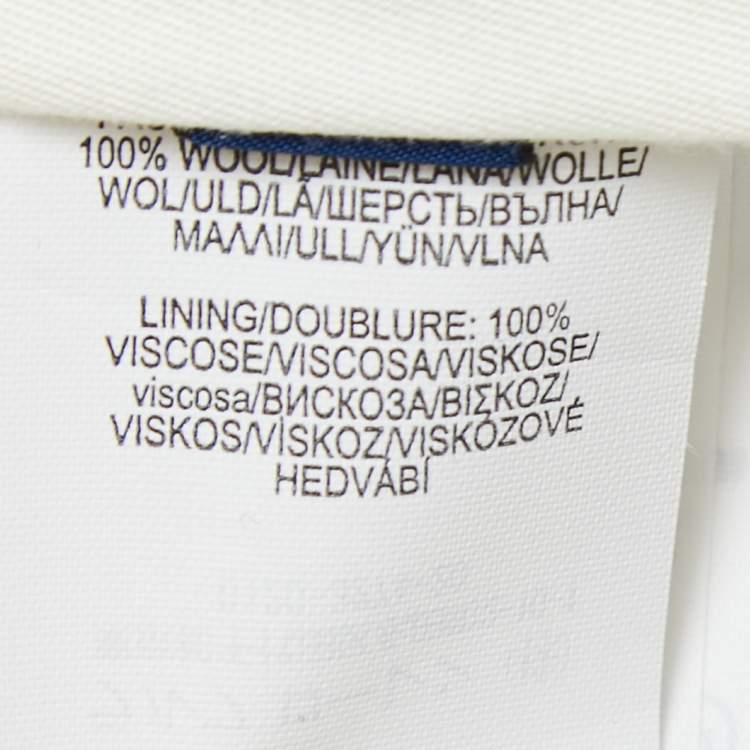 100% WOOL/LAINE/LANA/WOLLE/
WOL/ULD/LÃ/ШЕРСТЬ/ВЪЛНА/
ΜΑΛΛΙ/ULL/YÜN/VLNA
LINING/DOUBLURE: 100%
VISCOSE/VISCOSA/VISKOSE/
viscosa/ВИСКОЗА/ΒΙΣΚΟΖ/
VISKOS/VİSKOZ/VISKÓZOVÉ
HEDVÁBÍ